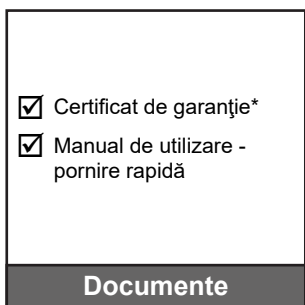 Certificat de garanţie*
Manual de utilizare -
pornire rapidă
Documente